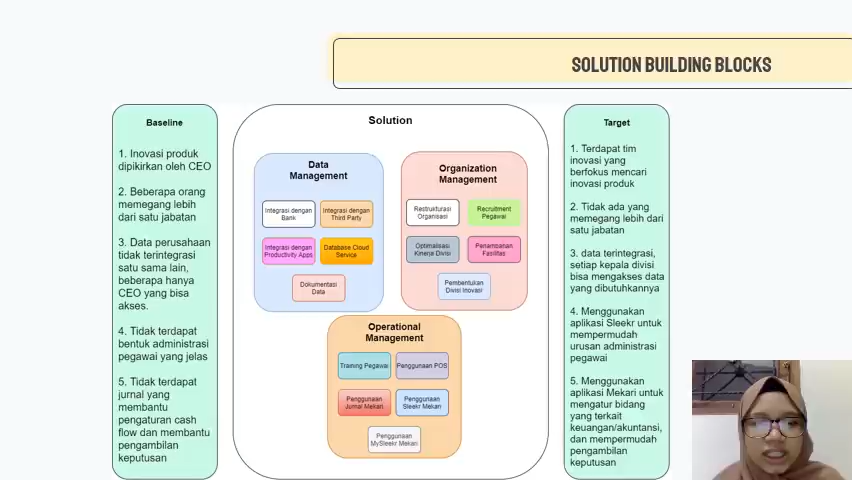 SOLUTION BUILDING BLOCKS
Baseline
1. Inovasi produk
dipikirkan oleh CEO
2. Beberapa orang
memegang lebih
dari satu jabatan
3. Data perusahaan
tidak terintegrasi
satu sama lain,
beberapa hanya
CEO yang bisa
akses.
4. Tidak terdapat
bentuk administrasi
pegawai yang jelas
5. Tidak terdapat
jurnal yang
membantu
pengaturan cash
flow dan membantu
pengambilan
keputusan
Solution
Data
Management
Integrasi dengan
Bank
Integrasi dengan
Third Party
Integrasi dengan
Productivity Apps
Database Cloud
Service
Dokumentasi
Data
Organization
Management
Restrukturasi
Organisasi
Recruitment
Pegawai
Optimalisasi
Kinerja Divisi
Penambahan
Fasilitas
Pembentukan
Divisi Inovasi
Operational
Management
Training Pegawai
Penggunaan POS
Penggunaan
Jurnal Mekari
Penggunaan
Sleekr Mekari
Penggunaan
MySleekr Mekari
Target
1. Terdapat tim
inovasi yang
berfokus mencari
inovasi produk
2. Tidak ada yang
memegang lebih dari
satu jabatan
3. data terintegrasi,
setiap kepala divisi
bisa mengakses data
yang dibutuhkannya
4. Menggunakan
aplikasi Sleekr untuk
mempermudah
urusan administrasi
pegawai
5. Menggunakan
aplikasi Mekari untuk
mengatur bidang
yang terkait
keuangan/akuntansi,
dan mempermudah
pengambilan
keputusan